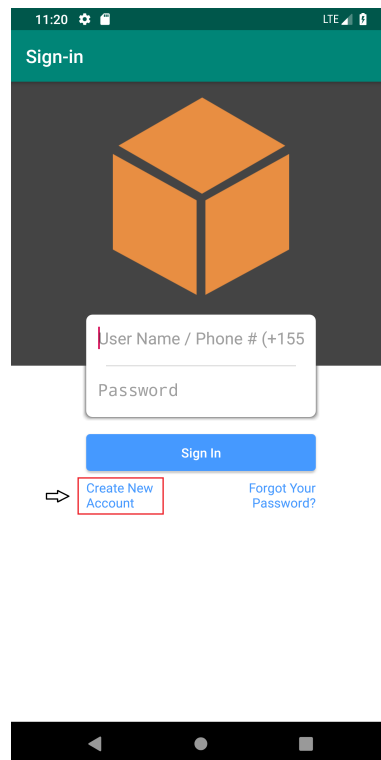 11:20 LTE
Sign-in
User Name / Phone # (+155
Password
Sign In
Create New
Account
Forgot Your
Password?